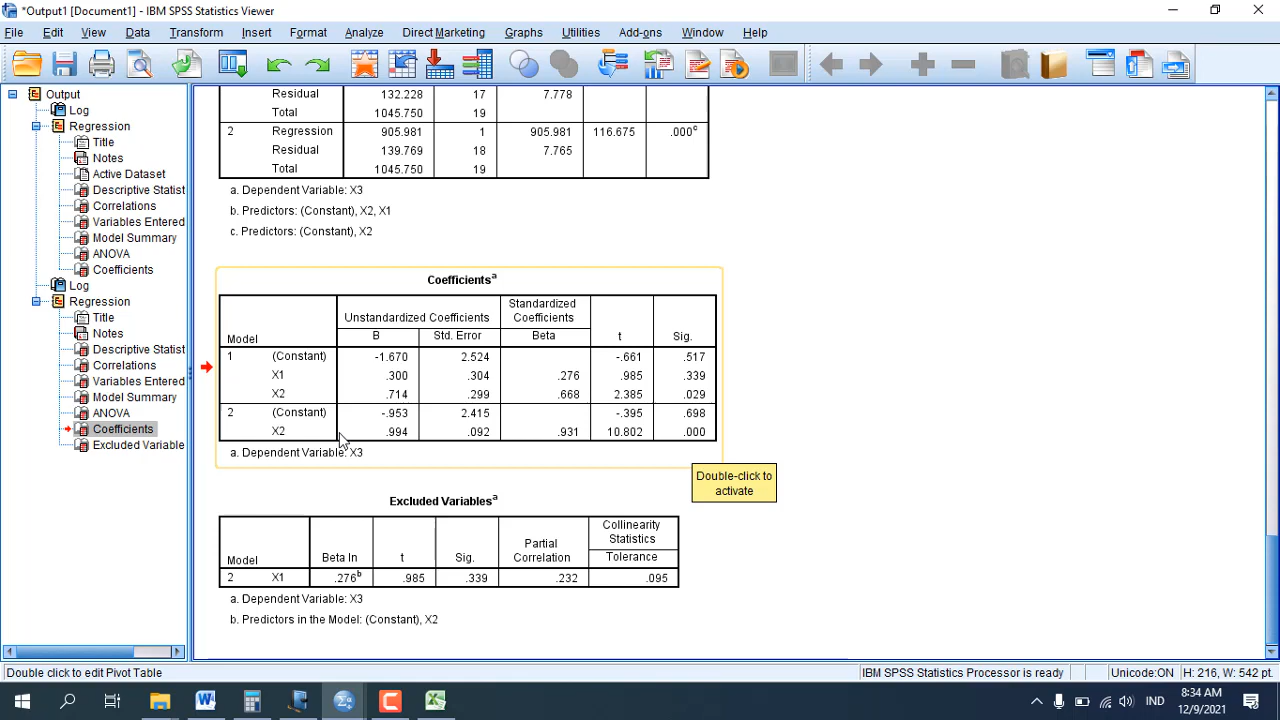 *Output1 [Document1] - IBM SPSS Statistics Viewer
File Edit View Data Transform Insert Format Analyze Direct Marketing Graphs Utilities Add-ons Window Help
Output
Log
Regression
Title
Notes
Active Dataset
Descriptive Statist
Correlations
Variables Entered
Model Summary
ANOVA
Coefficients
Log
Regression
Title
Notes
Descriptive Statist
Correlations
Variables Entered
Model Summary
ANOVA
Coefficients
Excluded Variable
Residual 132.228 17 7.778
Total 1045.750 19
2 Regression 905.981 1 905.981 116.675 .000c
Residual 139.769 18 7.765
Total 1045.750 19
a. Dependent Variable: X3
b. Predictors: (Constant), X2, X1
c. Predictors: (Constant), X2
Coefficientsa
Model Unstandardized Coefficients Standardized Coefficients t Sig.
B Std. Error Beta
1 (Constant) -1.670 2.524 -.661 .517
X1 .300 .304 .276 .985 .339
X2 .714 .299 .668 2.385 .029
2 (Constant) -.953 2.415 -.395 .698
X2 .994 .092 .931 10.802 .000
a. Dependent Variable: X3
Double-click to
activate
Excluded Variablesa
Model Beta In t Sig. Partial Correlation Collinearity Statistics
Tolerance
2 X1 .276b .985 .339 .232 .095
a. Dependent Variable: X3
b. Predictors in the Model: (Constant), X2
Double click to edit Pivot Table IBM SPSS Statistics Processor is ready Unicode:ON H: 216, W: 542 pt.
IND 8:34 AM
12/9/2021